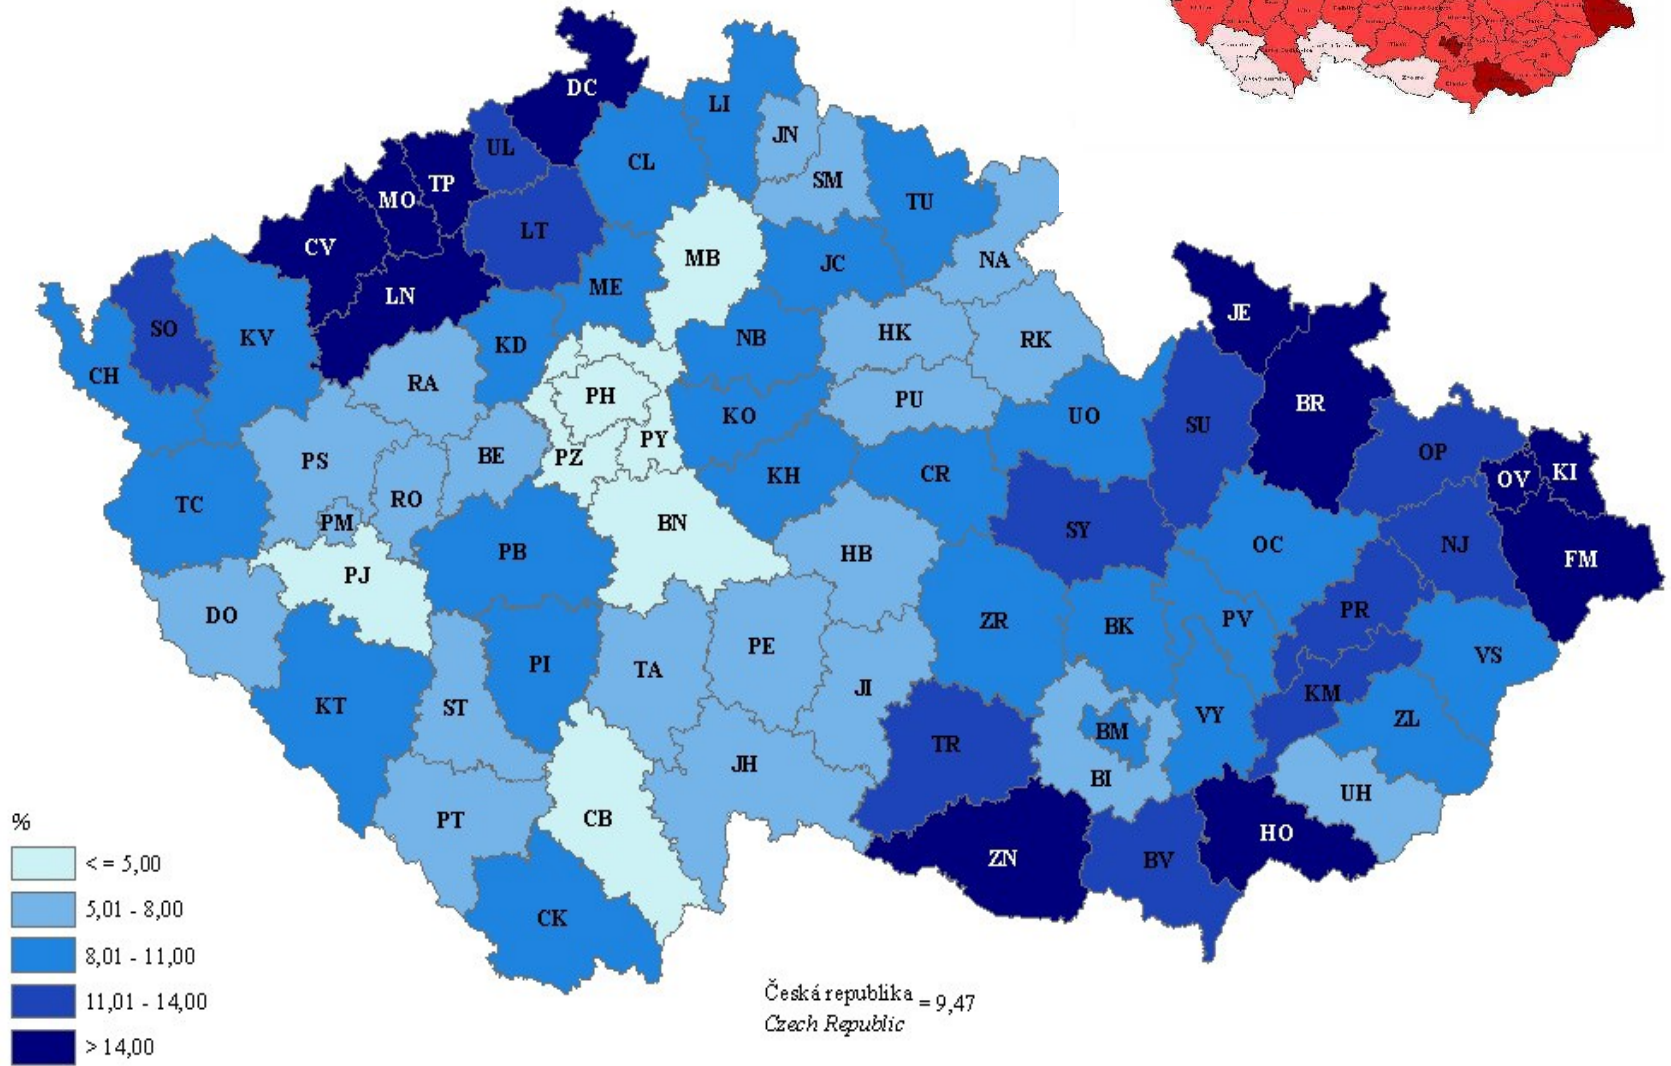 DC
LI
UL
CL
JN
TP
MO
SM
TU
LT
CV
MB
JC
NA
ME
LN
JE
SO
KV
KD
NB
HK
RK
CH
RA
PH
KO
PU
UO
BR
SU
PY
PZ
BE
PS
KH
CR
OP
OV
KI
TC
RO
PM
BN
SY
OC
NJ
PB
HB
FM
PJ
DO
ZR
BK
PV
PR
PI
TA
PE
VS
JI
KM
KT
ST
VY
ZL
BM
TR
JH
BI
UH
PT
CB
ZN
BV
HO
CK
%
< = 5,00
5,01 - 8,00
8,01 - 11,00
11,01 - 14,00
> 14,00
Česká republika = 9,47
Czech Republic